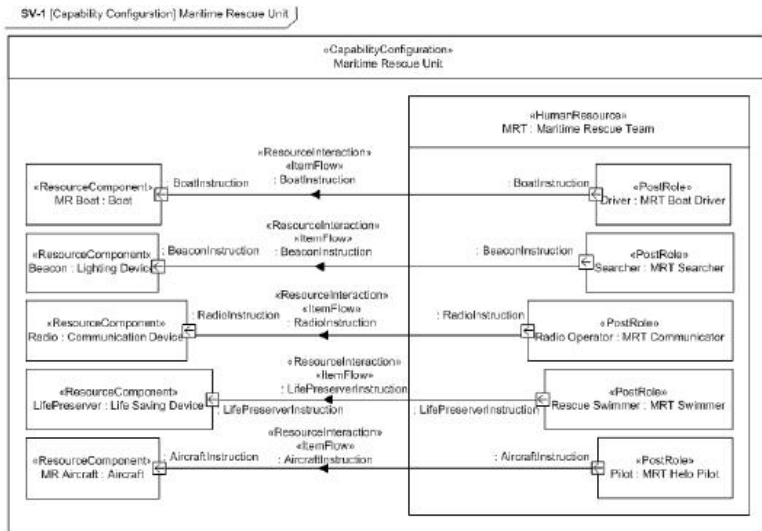 SV-1 [Capability Configuration] Maritime Rescue Unit
«CapabilityConfiguration»
Maritime Rescue Unit
«HumanResource»
MRT : Maritime Rescue Team
«ResourceInteraction»
«ItemFlow»
: BoatInstruction
«ResourceComponent»
MR Boat : Boat
: BoatInstruction
: BoatInstruction
«PostRole»
Driver : MRT Boat Driver
«ResourceInteraction»
«ItemFlow»
: BeaconInstruction
«ResourceComponent»
Beacon : Lighting Device
: BeaconInstruction
: BeaconInstruction
«PostRole»
Searcher : MRT Searcher
«ResourceInteraction»
«ItemFlow»
: RadioInstruction
«ResourceComponent»
Radio : Communication Device
: RadioInstruction
: RadioInstruction
«PostRole»
Radio Operator : MRT Communicator
«ResourceInteraction»
«ItemFlow»
: LifePreserverInstruction
«ResourceComponent»
LifePreserver : Life Saving Device
: LifePreserverInstruction
: LifePreserverInstruction
«PostRole»
Rescue Swimmer : MRT Swimmer
«ResourceInteraction»
«ItemFlow»
: AircraftInstruction
«ResourceComponent»
MR Aircraft : Aircraft
: AircraftInstruction
: AircraftInstruction
«PostRole»
Pilot : MRT Helo Pilot